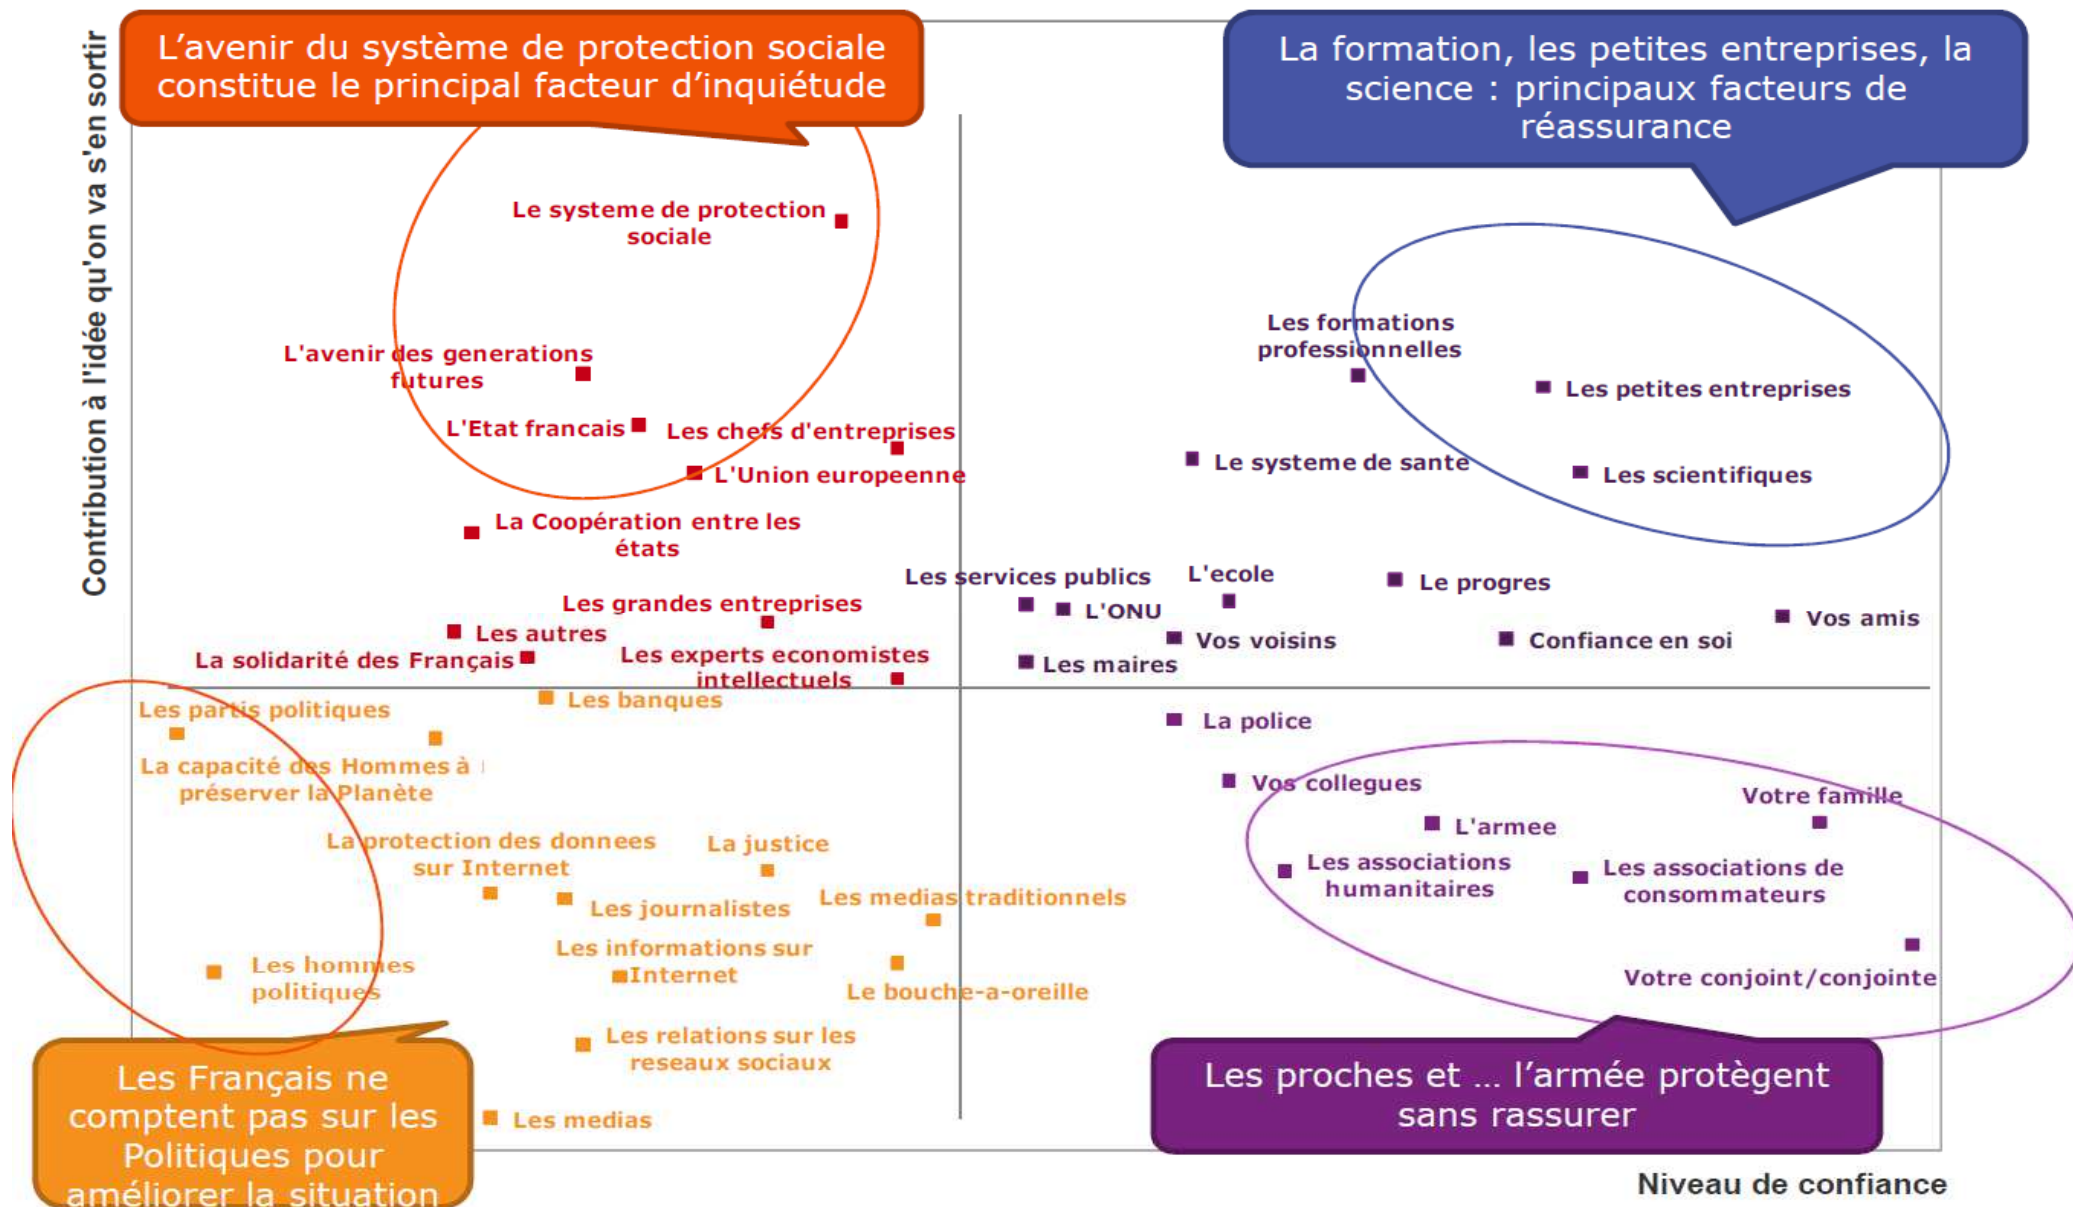 Contribution à l'idée qu'on va s'en sortir
L'avenir du système de protection sociale
constitue le principal facteur d'inquiétude
La formation, les petites entreprises, la
science : principaux facteurs de
réassurance
Le systeme de protection
sociale
Les formations
professionnelles
L'avenir des generations
futures
Les petites entreprises
L'Etat francais
Les chefs d'entreprises
Le systeme de sante
L'Union europeenne
Les scientifiques
La Coopération entre les
états
Les services publics
L'ecole
Le progres
Les grandes entreprises
L'ONU
Vos amis
Les autres
Vos voisins
Confiance en soi
La solidarité des Français
Les experts economistes
intellectuels
Les maires
Les banques
Les partis politiques
La police
La capacité des Hommes à
préserver la Planète
Vos collegues
Votre famille
La protection des donnees
sur Internet
La justice
L'armee
Les associations
humanitaires
Les associations de
consommateurs
Les journalistes
Les medias traditionnels
Les informations sur
Internet
Les hommes
politiques
Le bouche-a-oreille
Votre conjoint/conjointe
Les relations sur les
reseaux sociaux
Les medias
Les Français ne
comptent pas sur les
Politiques pour
améliorer la situation
Les proches et … l'armée protègent
sans rassurer
Niveau de confiance